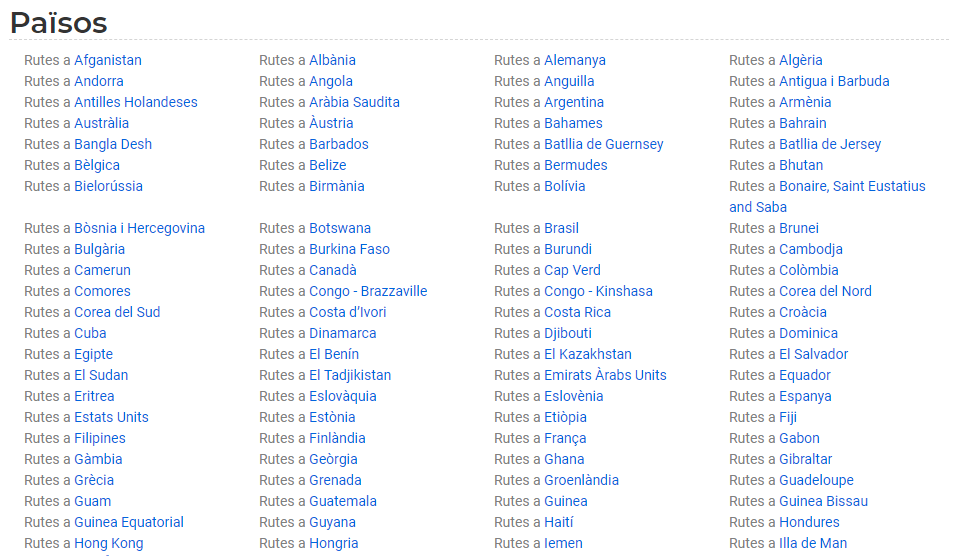 Països
Rutes a Afganistan Rutes a Albània Rutes a Alemanya Rutes a Algèria
Rutes a Andorra Rutes a Angola Rutes a Anguilla Rutes a Antigua i Barbuda
Rutes a Antilles Holandeses Rutes a Aràbia Saudita Rutes a Argentina Rutes a Armènia
Rutes a Austràlia Rutes a Àustria Rutes a Bahames Rutes a Bahrain
Rutes a Bangla Desh Rutes a Barbados Rutes a Batllia de Guernsey Rutes a Batllia de Jersey
Rutes a Bèlgica Rutes a Belize Rutes a Bermudes Rutes a Bhutan
Rutes a Bielorússia Rutes a Birmània Rutes a Bolívia Rutes a Bonaire, Saint Eustatius
and Saba
Rutes a Bòsnia i Hercegovina Rutes a Botswana Rutes a Brasil Rutes a Brunei
Rutes a Bulgària Rutes a Burkina Faso Rutes a Burundi Rutes a Cambodja
Rutes a Camerun Rutes a Canadà Rutes a Cap Verd Rutes a Colòmbia
Rutes a Comores Rutes a Congo - Brazzaville Rutes a Congo - Kinshasa Rutes a Corea del Nord
Rutes a Corea del Sud Rutes a Costa d’Ivori Rutes a Costa Rica Rutes a Croàcia
Rutes a Cuba Rutes a Dinamarca Rutes a Djibouti Rutes a Dominica
Rutes a Egipte Rutes a El Benín Rutes a El Kazakhstan Rutes a El Salvador
Rutes a El Sudan Rutes a El Tadjikistan Rutes a Emirats Àrabs Units Rutes a Equador
Rutes a Eritrea Rutes a Eslovàquia Rutes a Eslovènia Rutes a Espanya
Rutes a Estats Units Rutes a Estònia Rutes a Etiòpia Rutes a Fiji
Rutes a Filipines Rutes a Finlàndia Rutes a França Rutes a Gabon
Rutes a Gàmbia Rutes a Geòrgia Rutes a Ghana Rutes a Gibraltar
Rutes a Grècia Rutes a Grenada Rutes a Groenlàndia Rutes a Guadeloupe
Rutes a Guam Rutes a Guatemala Rutes a Guinea Rutes a Guinea Bissau
Rutes a Guinea Equatorial Rutes a Guyana Rutes a Haití Rutes a Hondures
Rutes a Hong Kong Rutes a Hongria Rutes a Iemen Rutes a Illa de Man